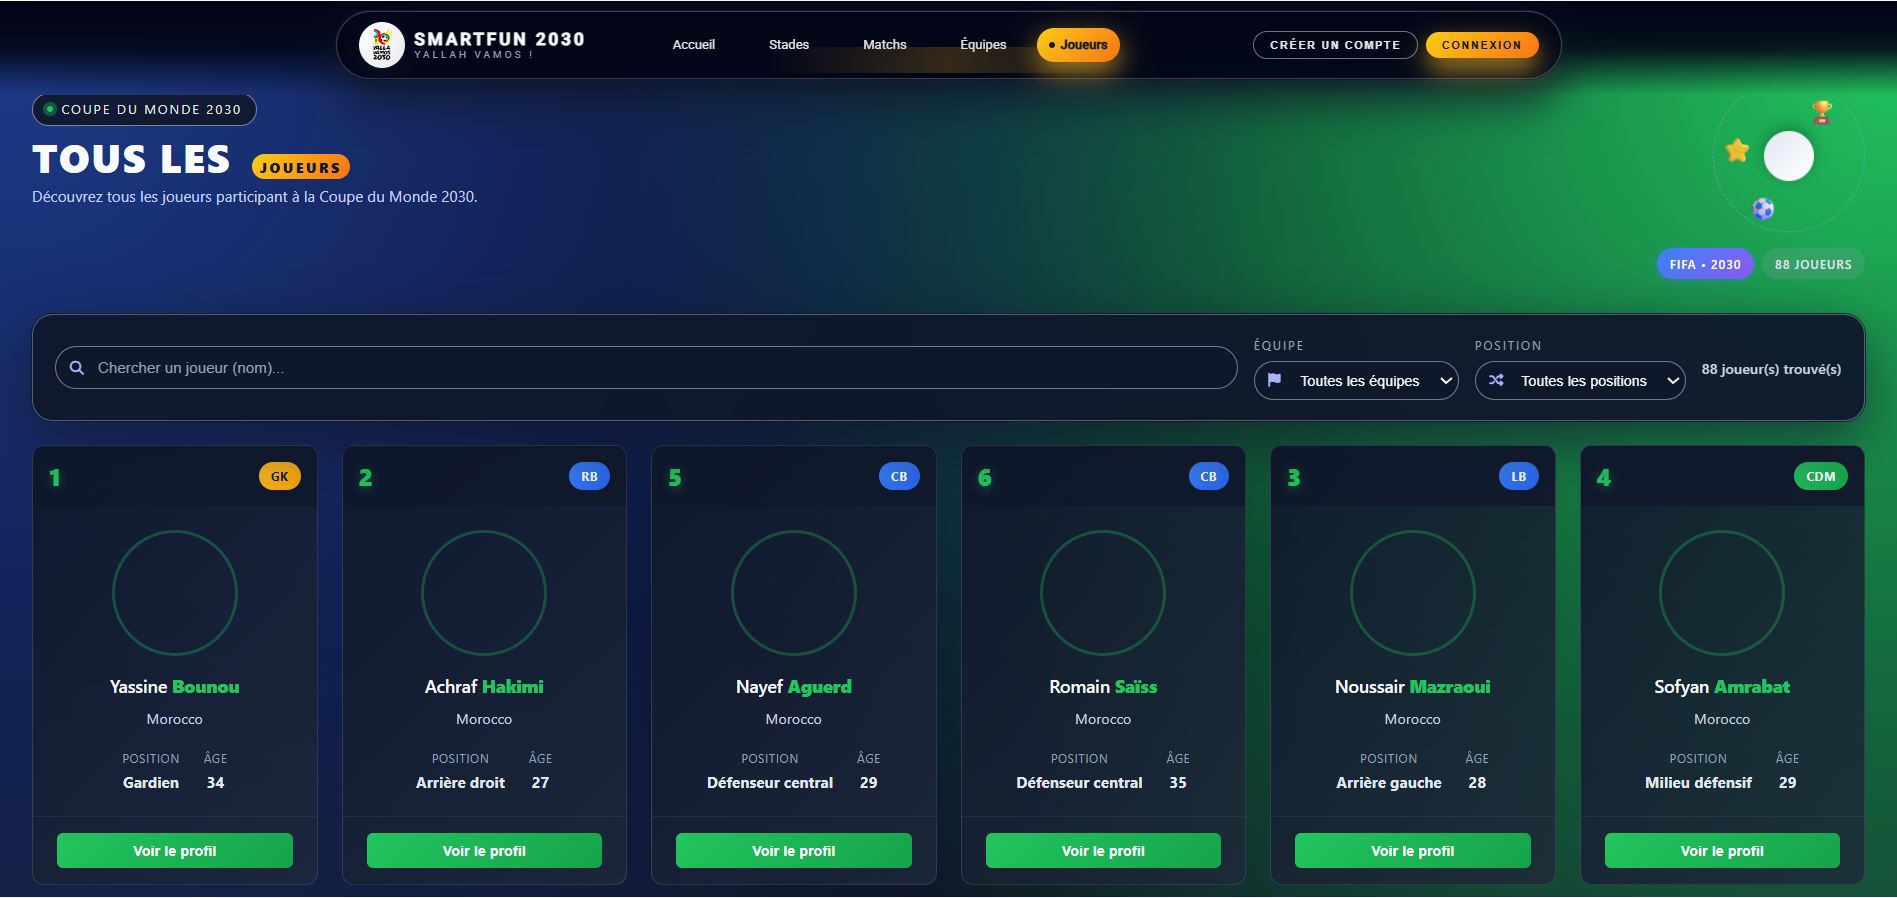 SMARTFUN 2030
YALLAH VAMOS !
YALLA
VAMOS
2030
Accueil
Stades
Matchs
Équipes
Joueurs
CRÉER UN COMPTE
CONNEXION
COUPE DU MONDE 2030
TOUS LES JOUEURS
Découvrez tous les joueurs participant à la Coupe du Monde 2030.
FIFA • 2030
88 JOUEURS
Chercher un joueur (nom)...
ÉQUIPE
Toutes les équipes
POSITION
Toutes les positions
88 joueur(s) trouvé(s)
1
GK
Yassine Bounou
Morocco
POSITION ÂGE
Gardien 34
Voir le profil
2
RB
Achraf Hakimi
Morocco
POSITION ÂGE
Arrière droit 27
Voir le profil
5
CB
Nayef Aguerd
Morocco
POSITION ÂGE
Défenseur central 29
Voir le profil
6
CB
Romain Saïss
Morocco
POSITION ÂGE
Défenseur central 35
Voir le profil
3
LB
Noussair Mazraoui
Morocco
POSITION ÂGE
Arrière gauche 28
Voir le profil
4
CDM
Sofyan Amrabat
Morocco
POSITION ÂGE
Milieu défensif 29
Voir le profil